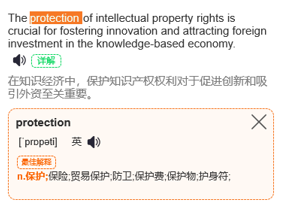 The protection of intellectual property rights is
crucial for fostering innovation and attracting foreign
investment in the knowledge-based economy.
详解
在知识经济中，保护知识产权权利对于促进创新和吸
引外资至关重要。
protection
[ˈprɒpəti] 英
最佳解释
n.保护;保险;贸易保护;防卫;保护费;保护物;护身符;